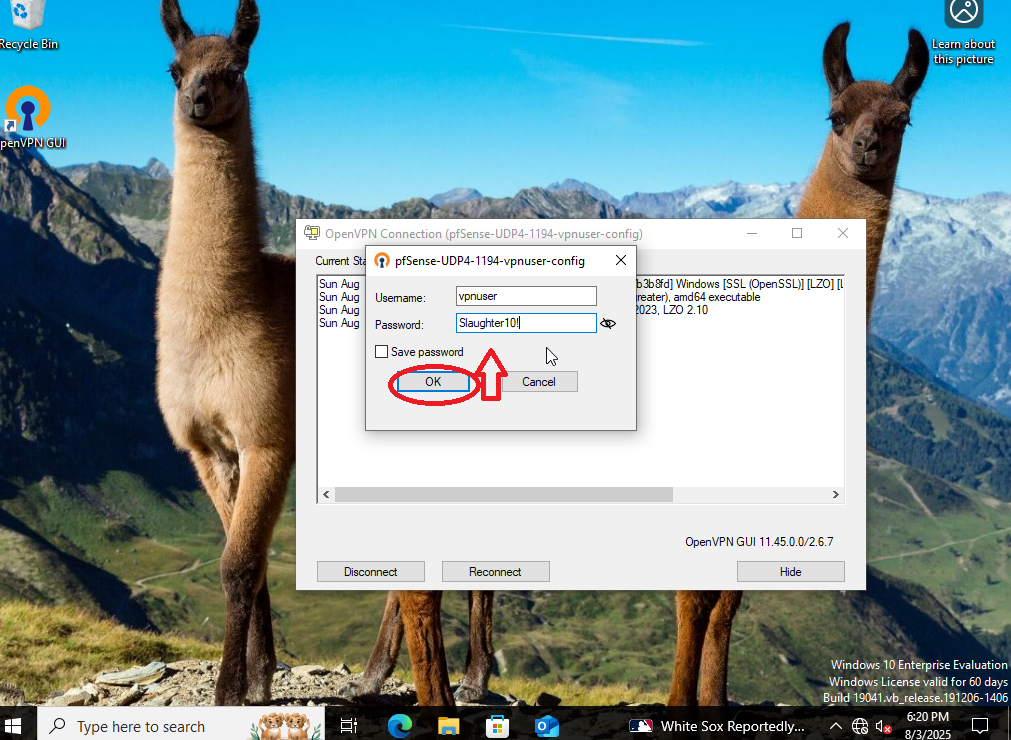 Recycle Bin
Learn about
this picture
penVPN GUI
OpenVPN Connection (pfSense-UDP4-1194-vpnuser-config)
Current Sta
pfSense-UDP4-1194-vpnuser-config
Sun Aug
b3b8fd] Windows [SSL (OpenSSL)] [LZO] [L
Sun Aug
reater), amd64 executable
Sun Aug
2023, LZO 2.10
Sun Aug
Username:
vpnuser
Password:
Slaughter10!
Save password
OK
Cancel
OpenVPN GUI 11.45.0.0/2.6.7
Disconnect
Reconnect
Hide
Windows 10 Enterprise Evaluation
Windows License valid for 60 days
Build 19041.vb_release.191206-1406
Type here to search
White Sox Reportedly...
6:20 PM
8/3/2025